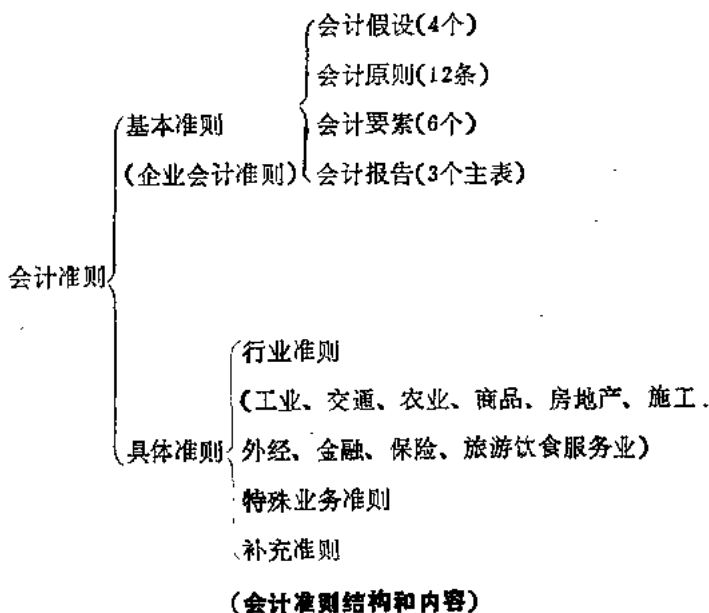 会计假设(4个)
会计原则(12条)
基本准则
会计要素(6个)
(企业会计准则)
会计报告(3个主表)
会计准则
行业准则
(工业、交通、农业、商品、房地产、施工.
具体准则
外经、金融、保险、旅游饮食服务业)
特殊业务准则
补充准则
(会计准则结构和内容)